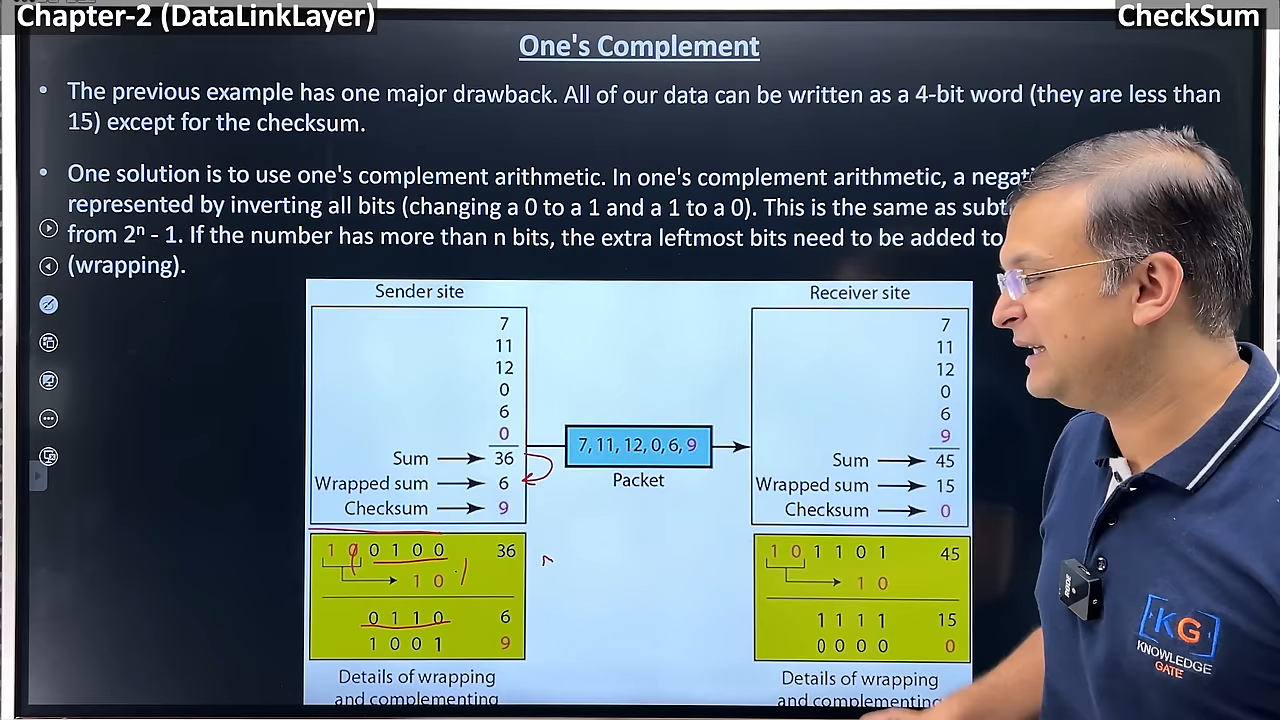 Chapter-2 (DataLinkLayer)
CheckSum
One's Complement
• The previous example has one major drawback. All of our data can be written as a 4-bit word (they are less than
15) except for the checksum.
• One solution is to use one's complement arithmetic. In one's complement arithmetic, a
represented by inverting all bits (changing a 0 to a 1 and a 1 to a 0). This is the same as
from 2ⁿ - 1. If the number has more than n bits, the extra leftmost bits need to be added to
(wrapping).
Sender site
7
11
12
0
6
0
Sum 36
Wrapped sum 6
Checksum 9
7, 11, 12, 0, 6, 9
Packet
Receiver site
7
11
12
0
6
9
Sum 45
Wrapped sum 15
Checksum 0
1 0 0 1 0 0 36
1 0
0 1 1 0 6
1 0 0 1 9
Details of wrapping
and complementing
1 0 1 1 0 1 45
1 0
1 1 1 1 15
0 0 0 0 0
Details of wrapping
and complementing
RODE
KG
KNOWLEDGE
GATE